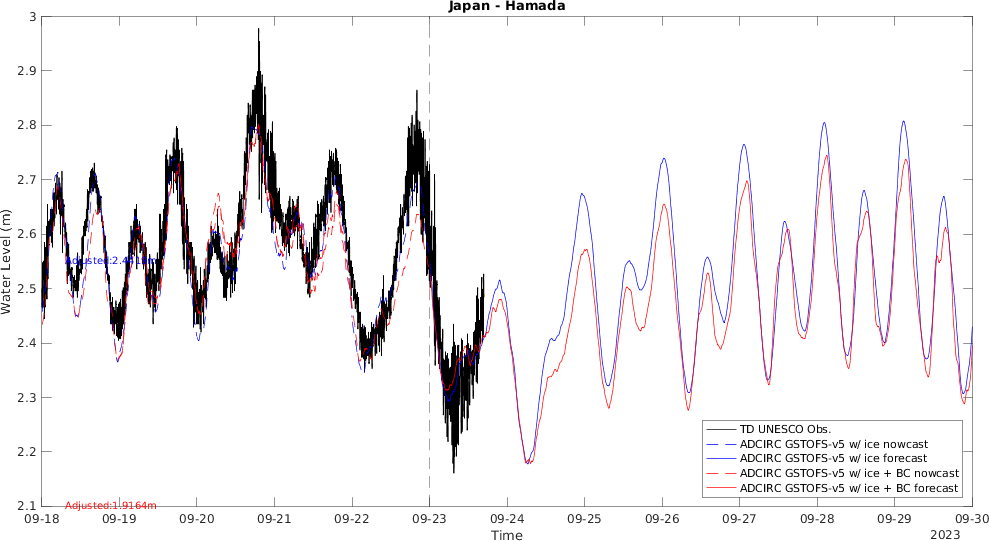 Japan - Hamada
3
2.9
2.8
2.7
2.6
2.5
2.4
2.3
2.2
2.1
Water Level (m)
Adjusted:1.9164m
TD UNESCO Obs.
ADCIRC GSTOFS-v5 w/ ice nowcast
ADCIRC GSTOFS-v5 w/ ice forecast
ADCIRC GSTOFS-v5 w/ ice + BC nowcast
ADCIRC GSTOFS-v5 w/ ice + BC forecast
09-18 09-19 09-20 09-21 09-22 09-23 09-24 09-25 09-26 09-27 09-28 09-29 09-30
Time
2023